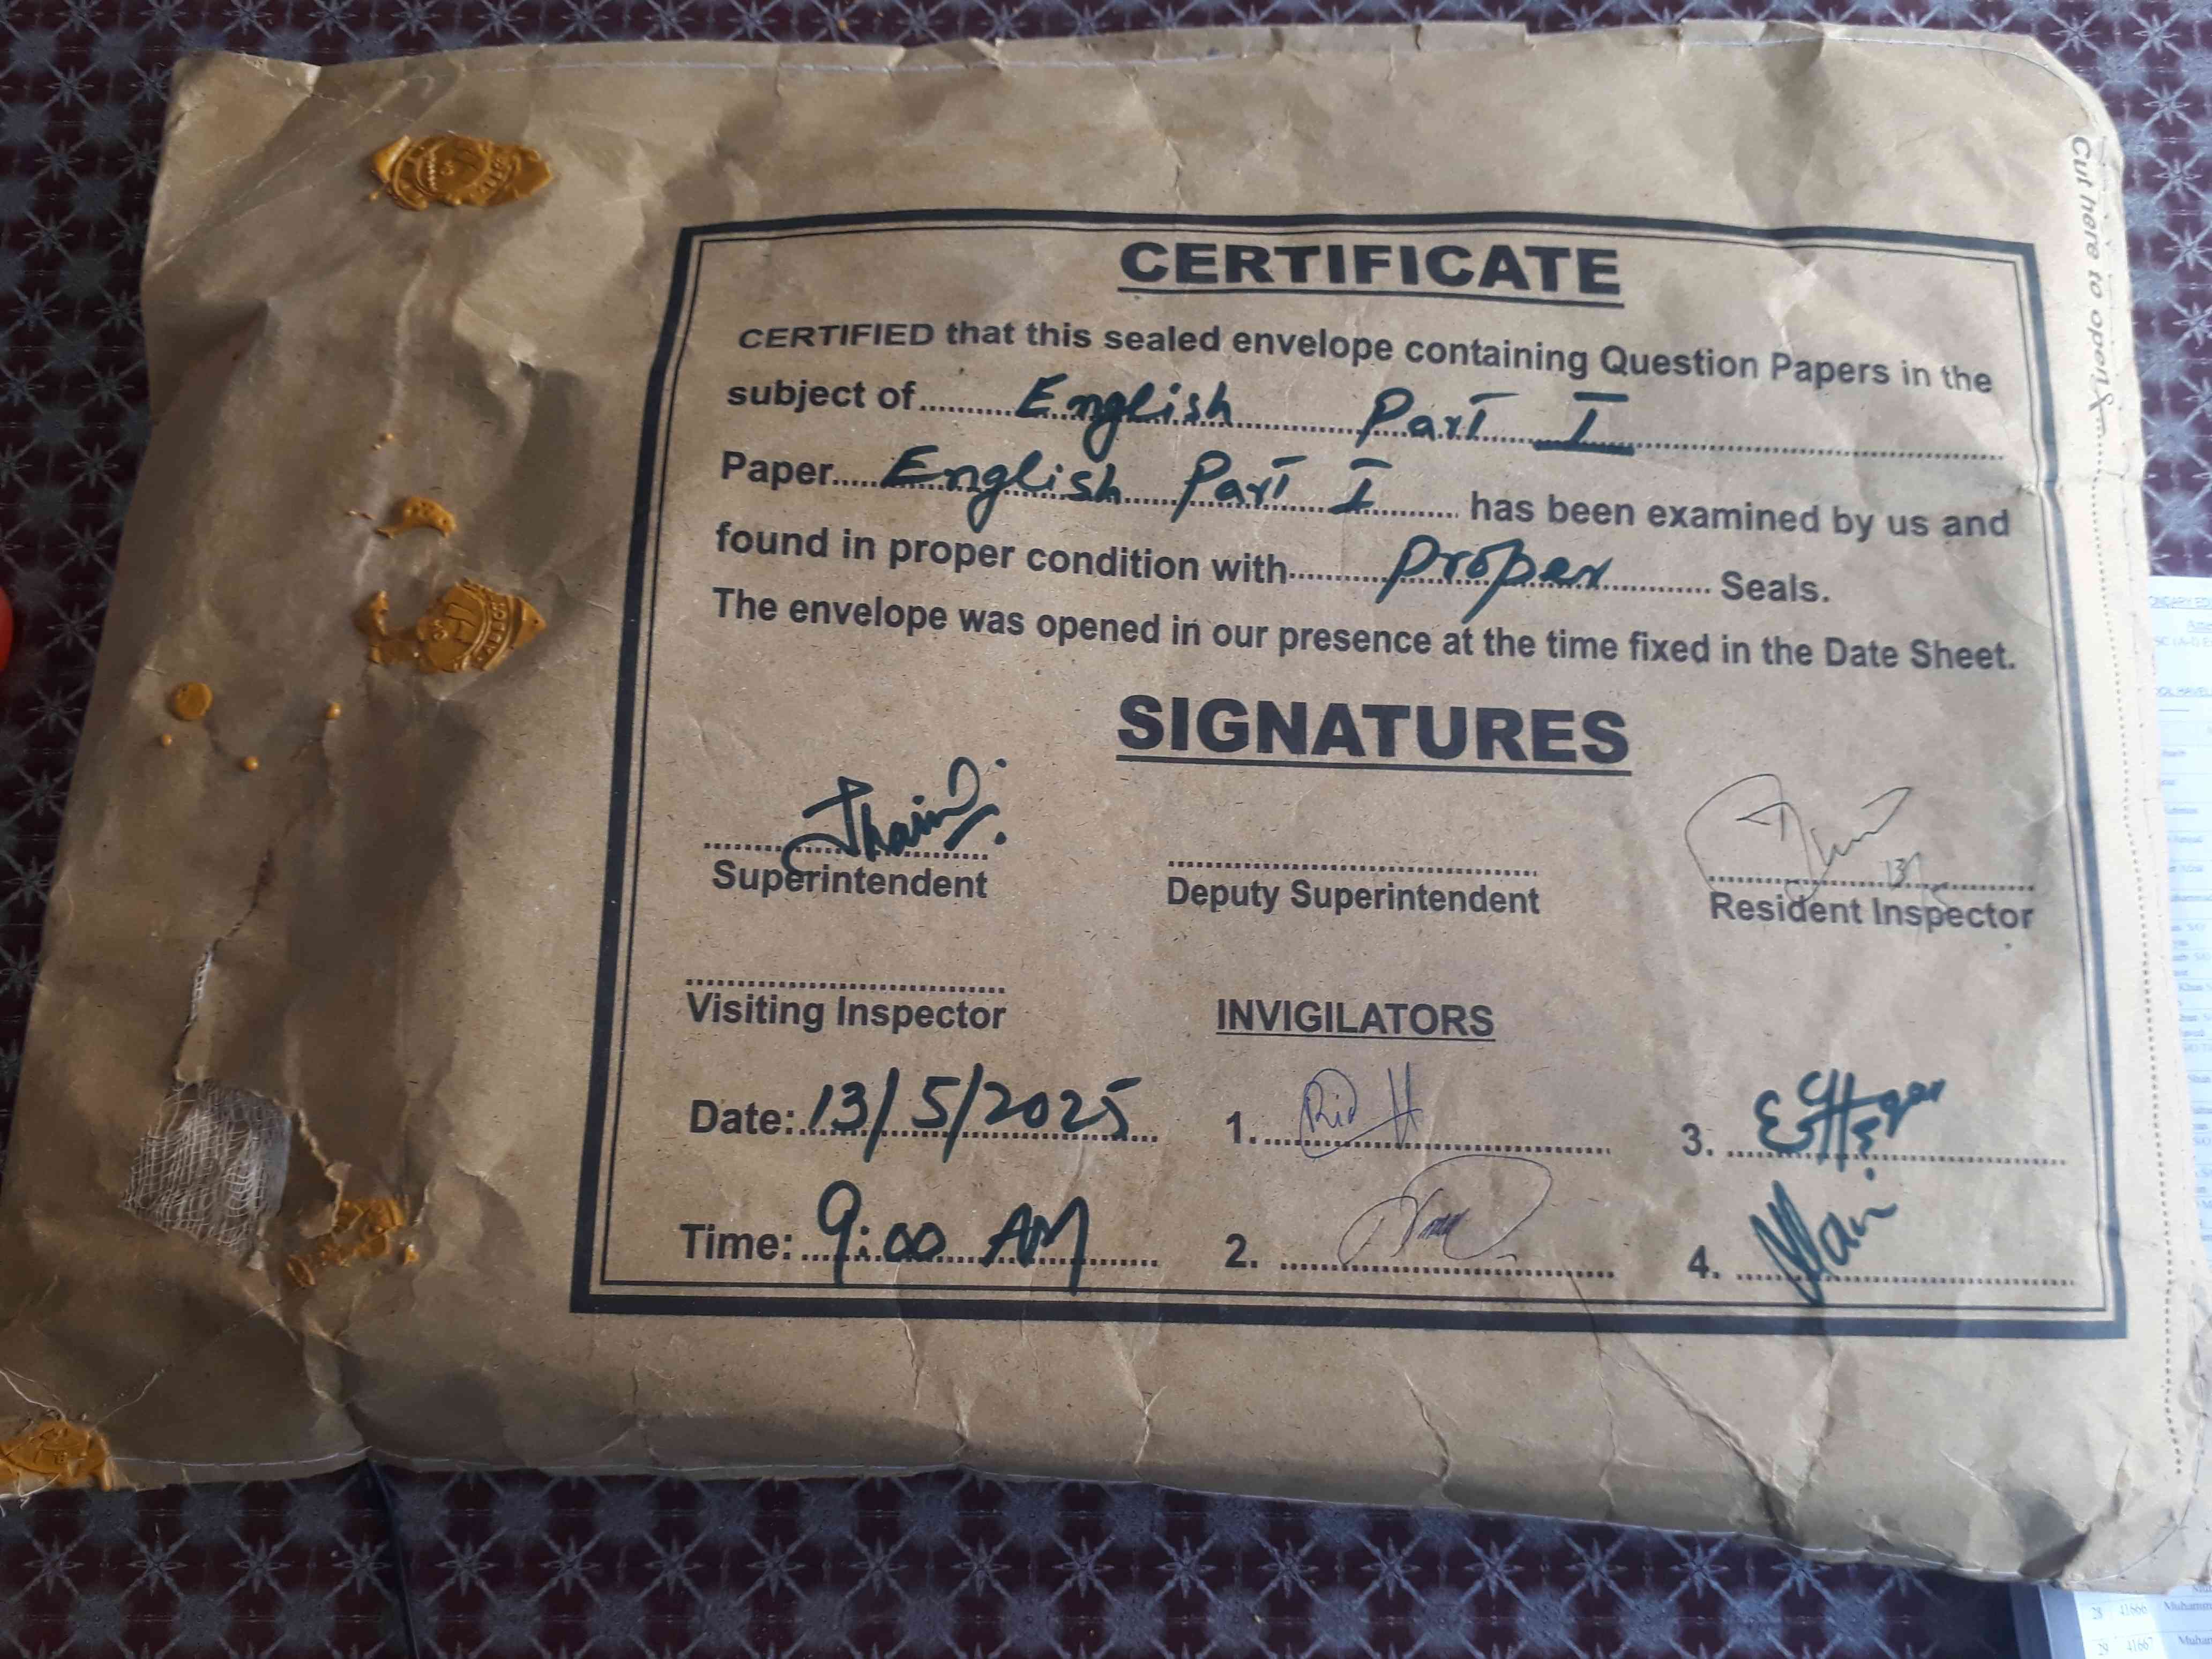 CERTIFICATE
CERTIFIED that this sealed envelope containing Question Papers in the
subject of English Part I
Paper English Part I has been examined by us and
found in proper condition with proper Seals.
The envelope was opened in our presence at the time fixed in the Date Sheet.
SIGNATURES
Superintendent
Deputy Superintendent
Resident Inspector
Visiting Inspector
INVIGILATORS
Date: 13/5/2025
1.
3.
Time: 9:00 AM
2.
4.
Cut here to open
28 41666
41667